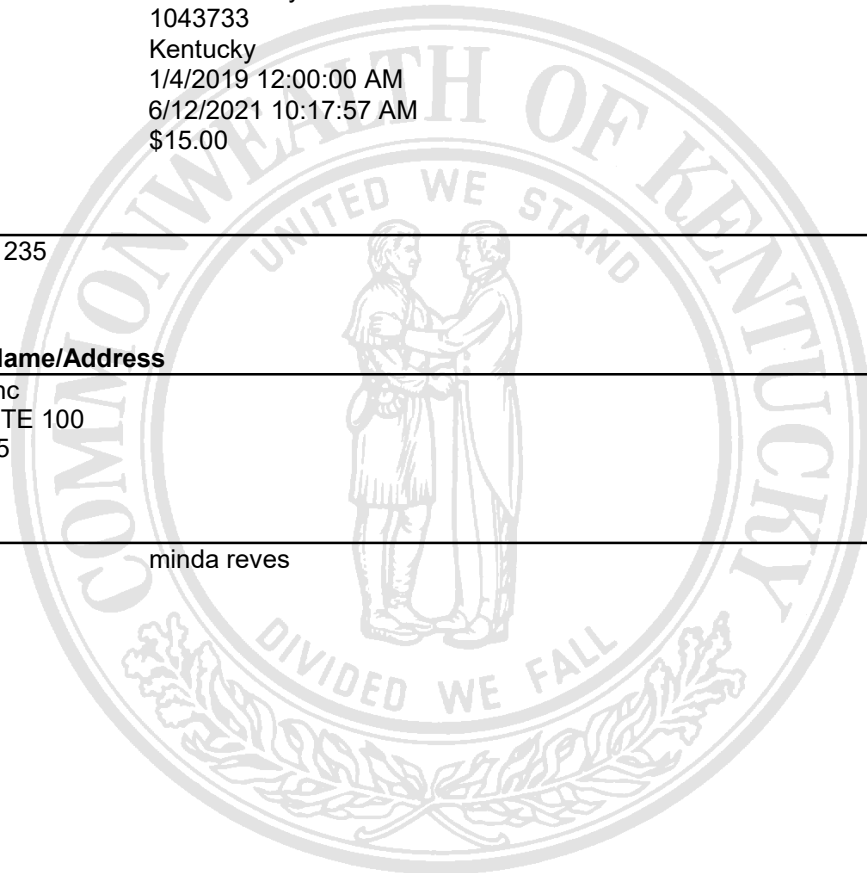 1043733
Kentucky
1/4/2019 12:00:00 AM
6/12/2021 10:17:57 AM
$15.00
235
Name/Address
nc
TE 100
5
minda reves
COMMONWEALTH OF KENTUCKY
UNITED WE STAND
DIVIDED WE FALL